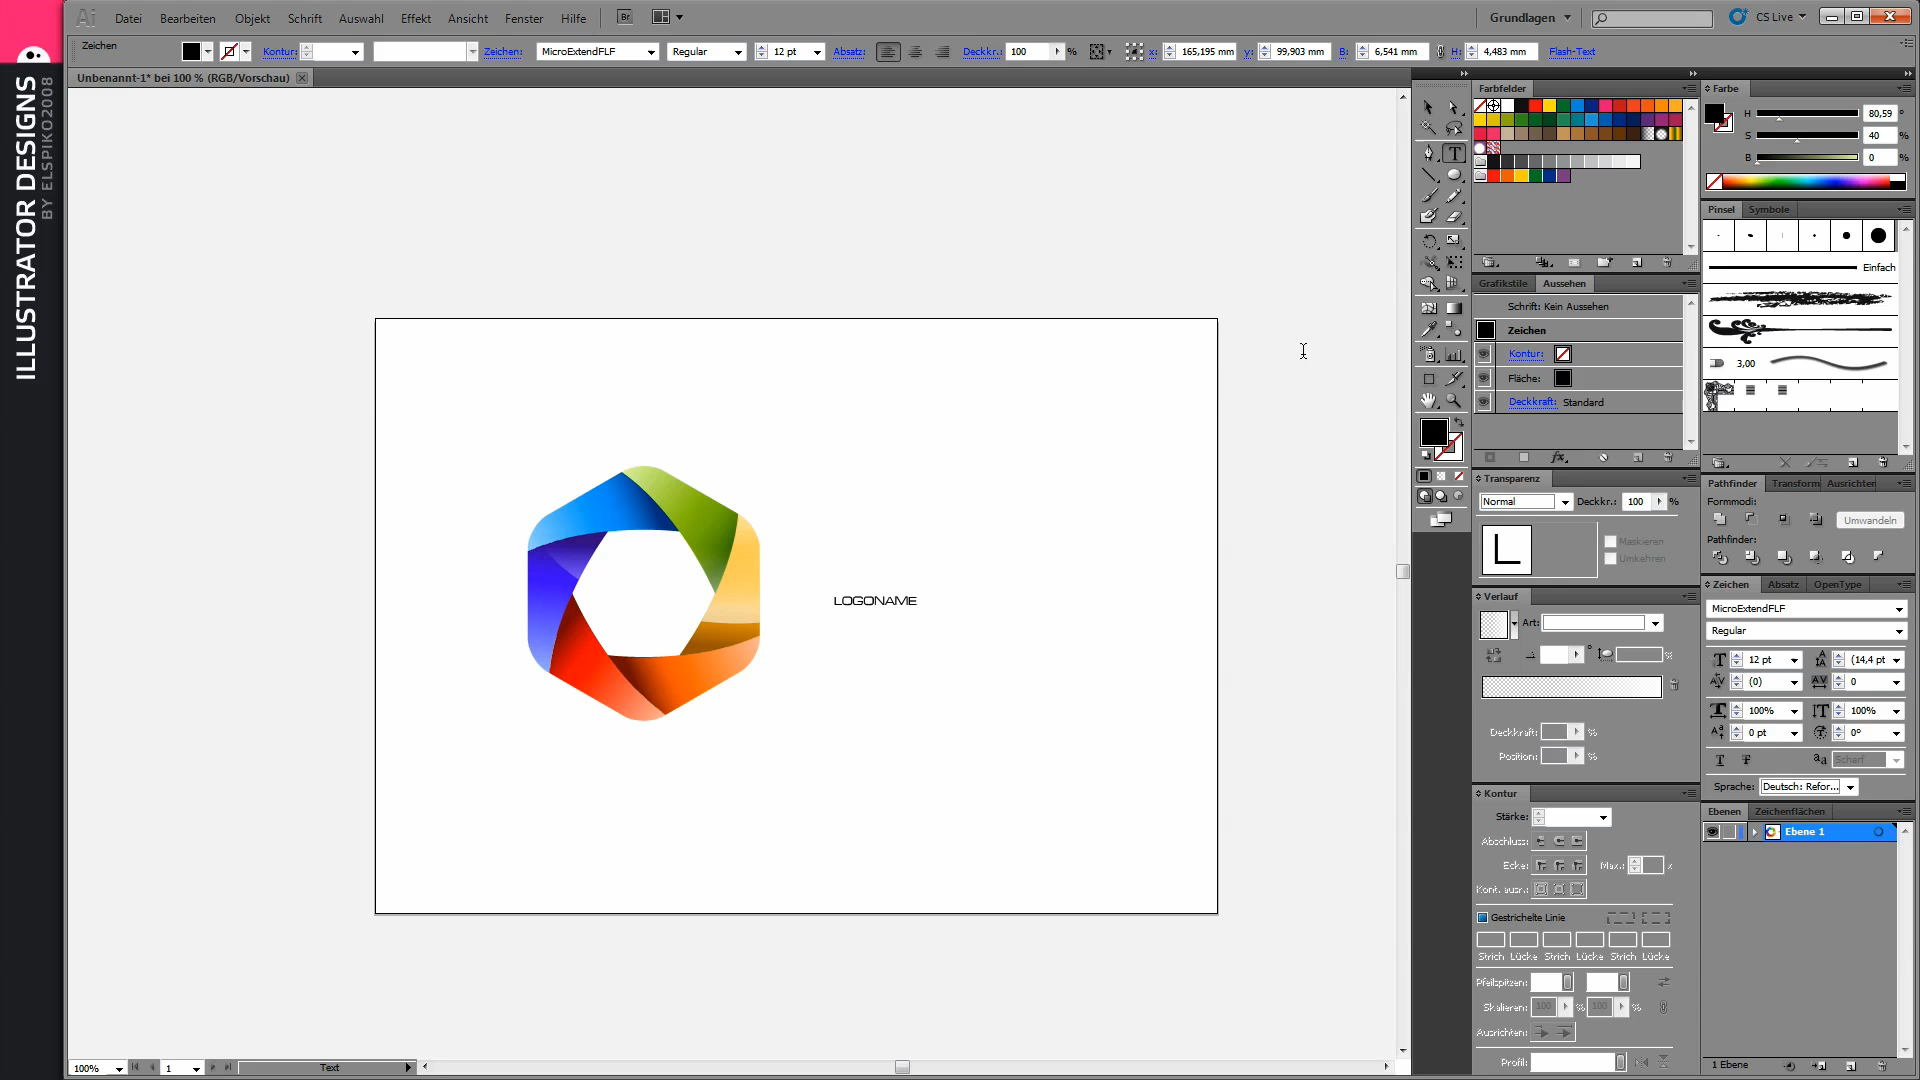 Ai Datei Bearbeiten Objekt Schrift Auswahl Effekt Ansicht Fenster Hilfe Br Grundlagen CS Live
Zeichen Kontur: Zeichen: MicroExtendFLF Regular 12 pt Absatz: Deckkr.: 100 % x: 165,195 mm y: 99,903 mm B: 6,541 mm H: 4,483 mm Flash-Text
Unbenannt-1* bei 100 % (RGB/Vorschau)
ILLUSTRATOR DESIGNS
BY ELSPIKO2008
LOGONAME
100% 1 Text
Farbfelder
Grafikstile Aussehen
Schrift: Kein Aussehen
Zeichen
Kontur:
Fläche:
Deckkraft: Standard
Transparenz
Normal Deckkr.: 100 %
Maskieren
Umkehren
Verlauf
Art:
°
%
Deckkraft: %
Position: %
Kontur
Stärke:
Abschluss:
Ecke: Max.: x
Kont. ausr.:
Gestrichelte Linie
Strich Lücke Strich Lücke Strich Lücke
Pfeilspitzen:
Skalieren: 100 % 100 %
Ausrichten:
Profil:
Farbe
H 80,59 °
S 40 %
B 0 %
Pinsel Symbole
Einfach
3,00
Pathfinder Transform Ausrichten
Formmodi:
Umwandeln
Pathfinder:
Zeichen Absatz OpenType
MicroExtendFLF
Regular
12 pt (14,4 pt
(0) 0
100% 100%
0 pt 0°
Scharf
Sprache: Deutsch: Refor...
Ebenen Zeichenflächen
Ebene 1
1 Ebene